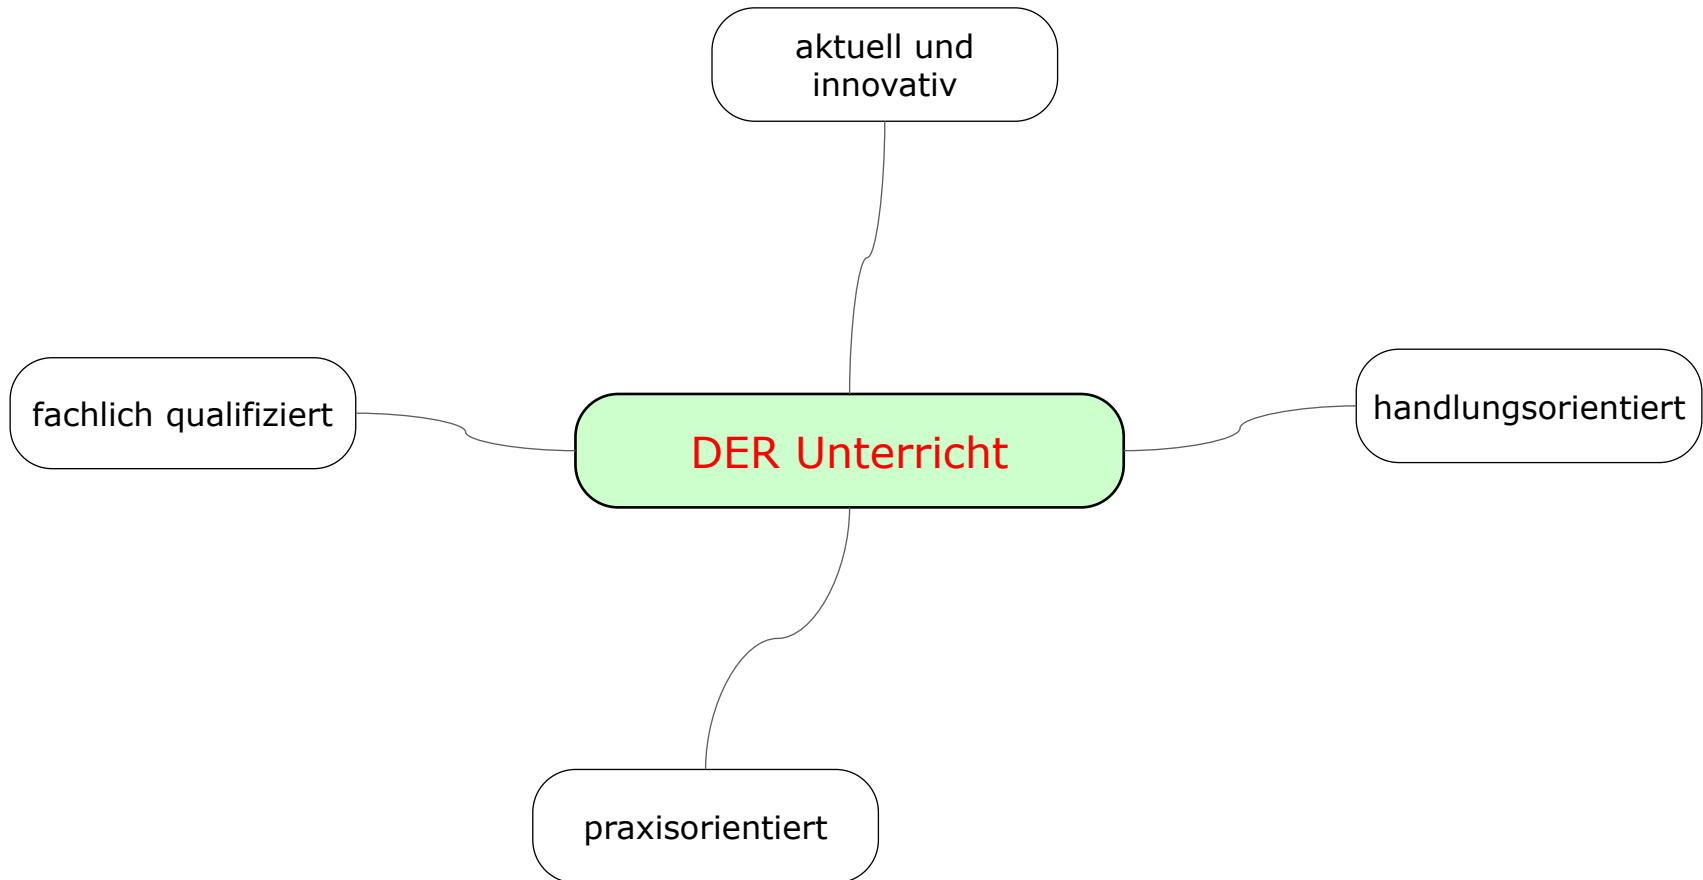 aktuell und
innovativ
fachlich qualifiziert
handlungsorientiert
DER Unterricht
praxisorientiert